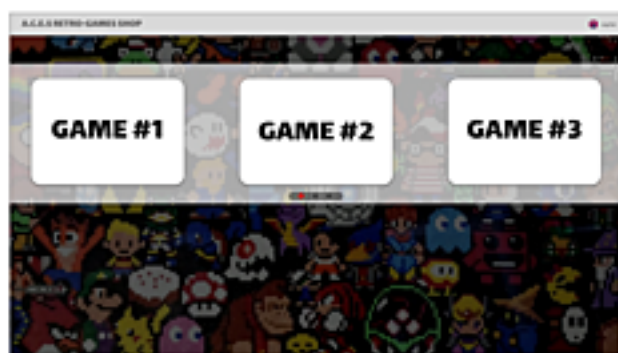 A.C.E.S RETRO-GAMES SHOP
GAME #1
GAME #2
GAME #3